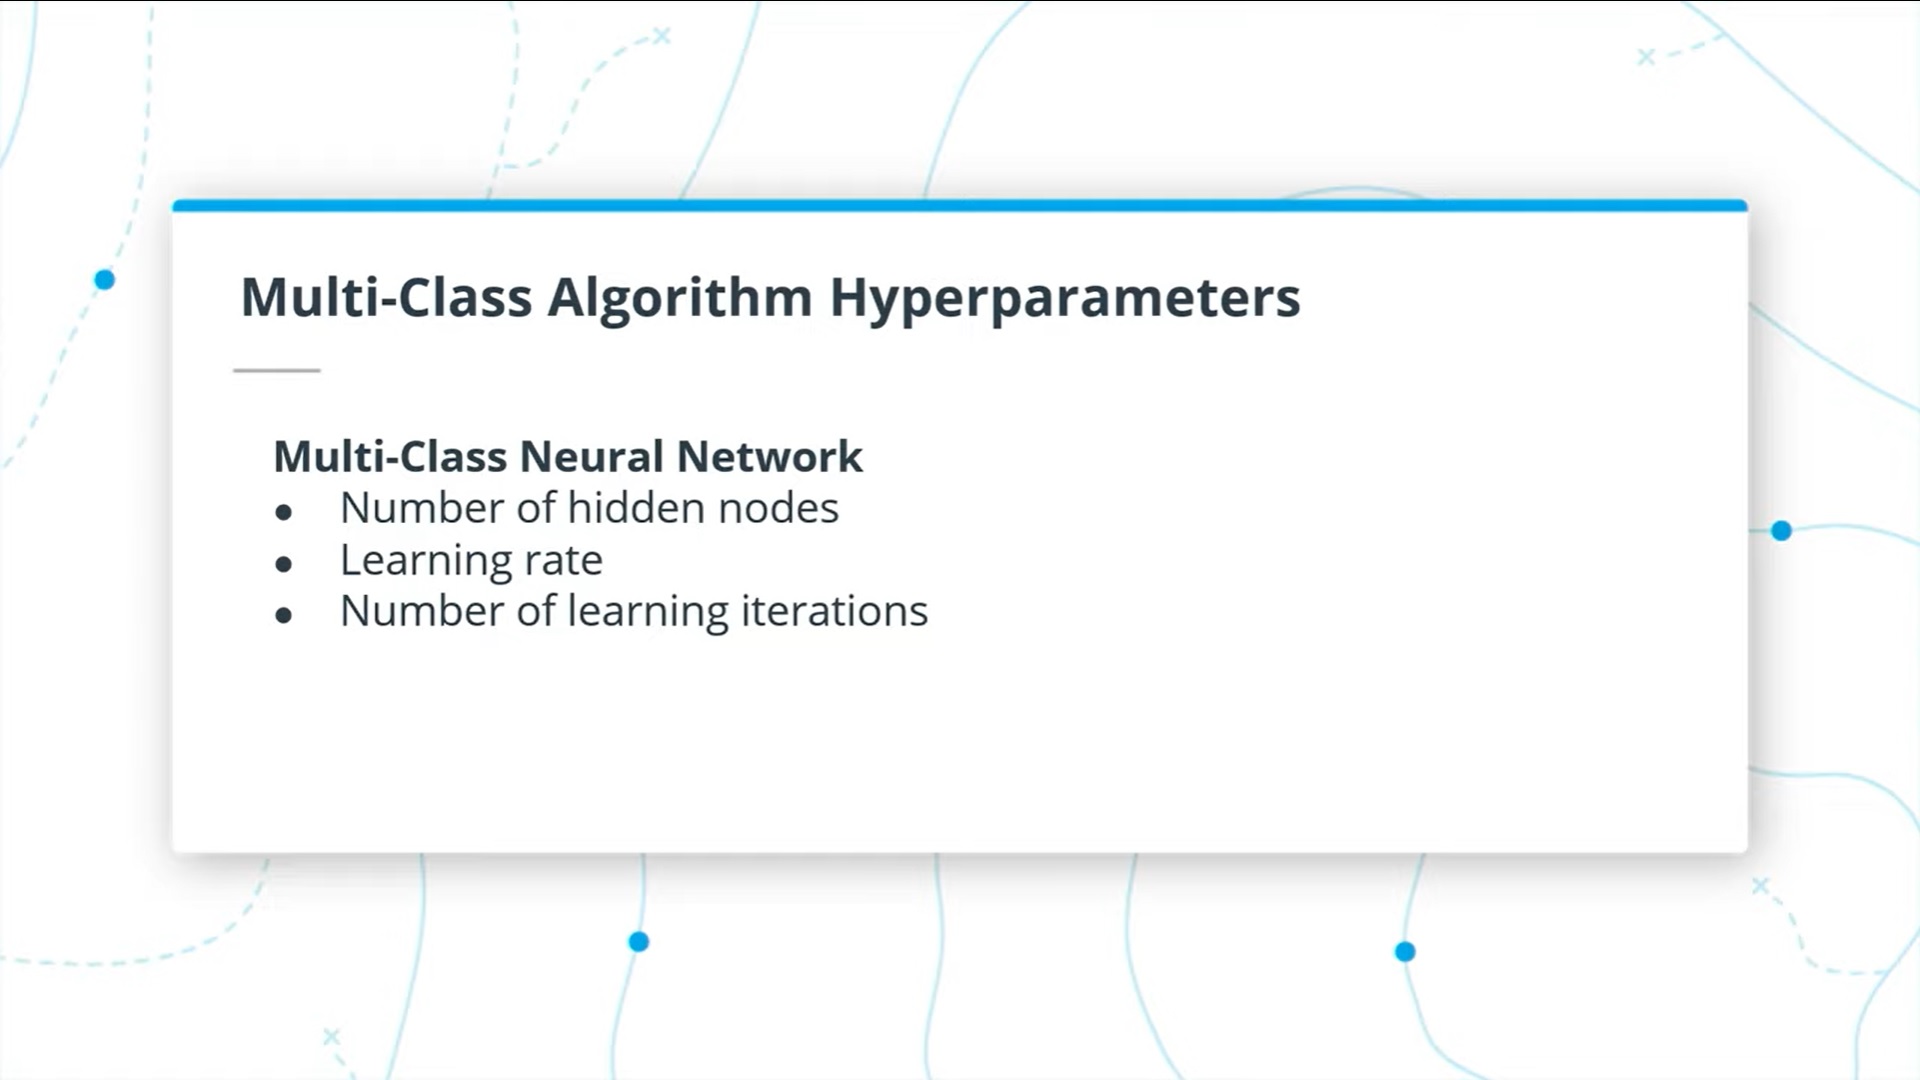 Multi-Class Algorithm Hyperparameters
Multi-Class Neural Network
● Number of hidden nodes
● Learning rate
● Number of learning iterations